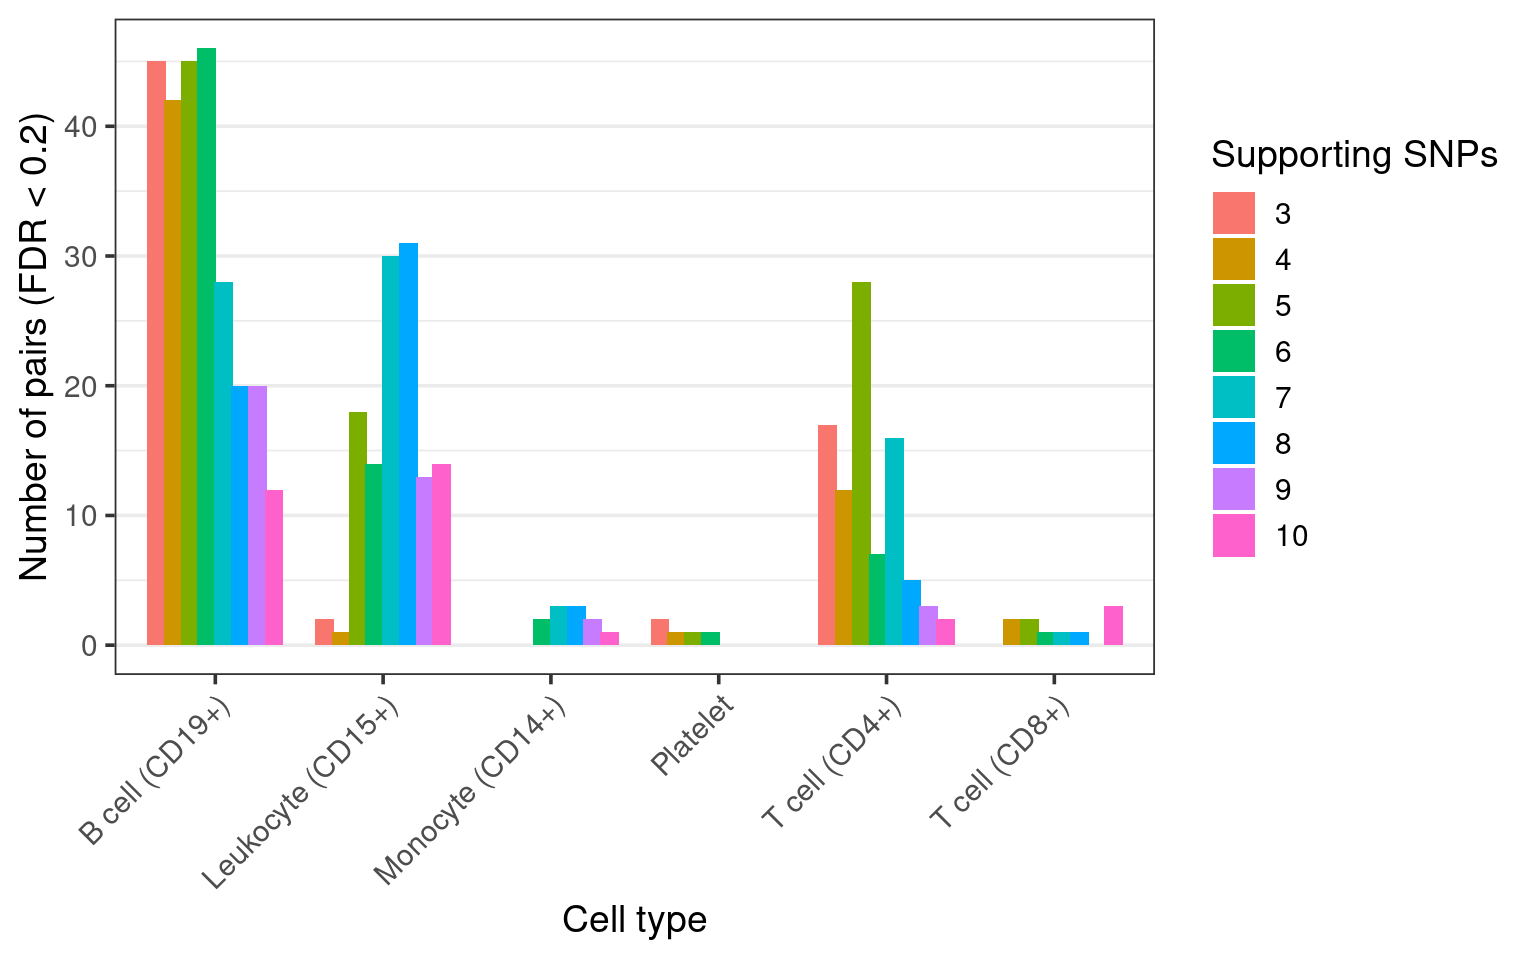 Number of pairs (FDR < 0.2)
40
30
20
10
0
B cell (CD19+)
Leukocyte (CD15+)
Monocyte (CD14+)
Platelet
T cell (CD4+)
T cell (CD8+)
Cell type
Supporting SNPs
3
4
5
6
7
8
9
10